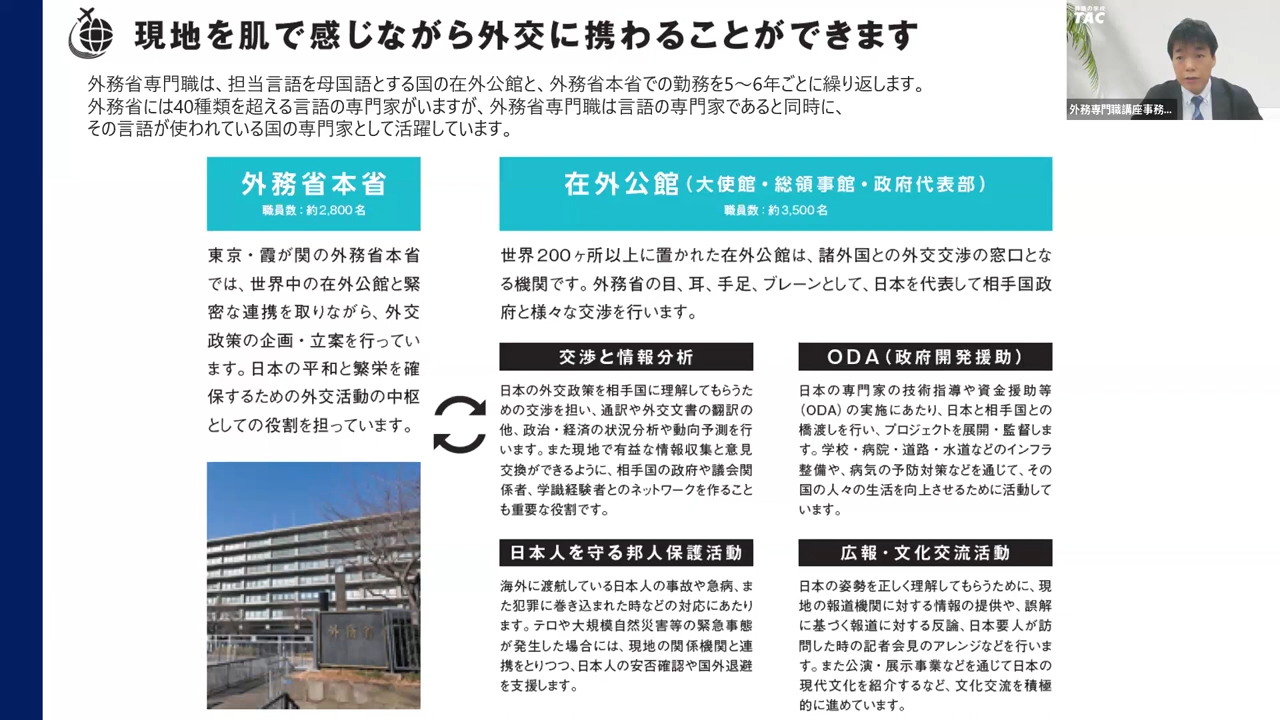 現地を肌で感じながら外交に携わることができます
外務省専門職は、担当言語を母国語とする国の在外公館と、外務省本省での勤務を5～6年ごとに繰り返します。
外務省には40種類を超える言語の専門家がいますが、外務省専門職は言語の専門家であると同時に、
その言語が使われている国の専門家として活躍しています。
TAC
外務専門職講座事務...
外務省本省
職員数：約2,800名
東京・霞が関の外務省本省
では、世界中の在外公館と緊
密な連携を取りながら、外交
政策の企画・立案を行ってい
ます。日本の平和と繁栄を確
保するための外交活動の中枢
としての役割を担っています。
外務省
在外公館（大使館・総領事館・政府代表部）
職員数：約3,500名
世界200ヶ所以上に置かれた在外公館は、諸外国との外交交渉の窓口とな
る機関です。外務省の目、耳、手足、ブレーンとして、日本を代表して相手国政
府と様々な交渉を行います。
交渉と情報分析
日本の外交政策を相手国に理解してもらうた
めの交渉を担い、通訳や外交文書の翻訳の
他、政治・経済の状況分析や動向予測を行
います。また現地で有益な情報収集と意見
交換ができるように、相手国の政府や議会関
係者、学識経験者とのネットワークを作ること
も重要な役割です。
ODA（政府開発援助）
日本の専門家の技術指導や資金援助等
（ODA）の実施にあたり、日本と相手国との
橋渡しを行い、プロジェクトを展開・監督しま
す。学校・病院・道路・水道などのインフラ
整備や、病気の予防対策などを通じて、その
国の人々の生活を向上させるために活動して
います。
日本人を守る邦人保護活動
海外に渡航している日本人の事故や急病、ま
た犯罪に巻き込まれた時などの対応にあたり
ます。テロや大規模自然災害等の緊急事態
が発生した場合には、現地の関係機関と連
携をとりつつ、日本人の安否確認や国外退避
を支援します。
広報・文化交流活動
日本の姿勢を正しく理解してもらうために、現
地の報道機関に対する情報の提供や、誤解
に基づく報道に対する反論、日本要人が訪
問した時の記者会見のアレンジなどを行いま
す。また公演・展示事業などを通じて日本の
現代文化を紹介するなど、文化交流を積極
的に進めています。